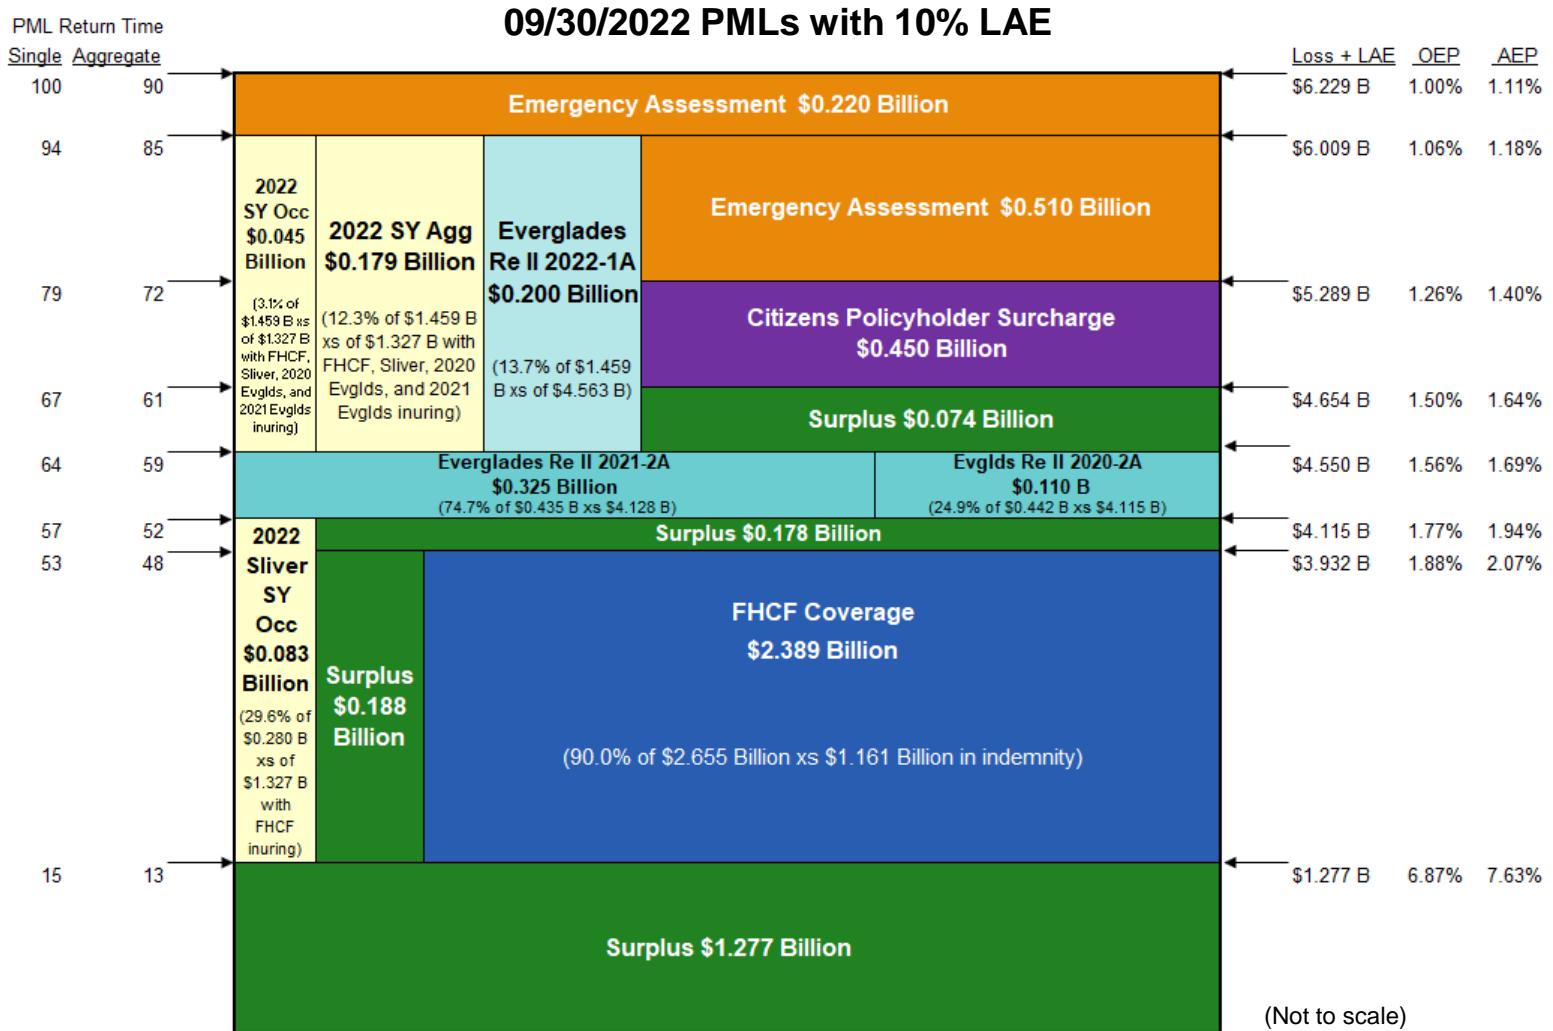 09/30/2022 PMLs with 10% LAE
PML Return Time
Single Aggregate
Loss + LAE OEP AEP
100 90
$6.229 B 1.00% 1.11%
Emergency Assessment $0.220 Billion
94 85
$6.009 B 1.06% 1.18%
2022
SY Occ
$0.045
Billion
(3.1% of
$1.459 B xs
of $1.327 B
with FHCF,
Sliver, 2020
Evglds, and
2021 Evglds
inuring)
2022 SY Agg
$0.179 Billion
(12.3% of $1.459 B
xs of $1.327 B with
FHCF, Sliver, 2020
Evglds, and 2021
Evglds inuring)
Everglades
Re II 2022-1A
$0.200 Billion
(13.7% of $1.459
B xs of $4.563 B)
Emergency Assessment $0.510 Billion
79 72
$5.289 B 1.26% 1.40%
Citizens Policyholder Surcharge
$0.450 Billion
67 61
$4.654 B 1.50% 1.64%
Surplus $0.074 Billion
64 59
$4.550 B 1.56% 1.69%
Everglades Re II 2021-2A
$0.325 Billion
(74.7% of $0.435 B xs $4.128 B)
Evglds Re II 2020-2A
$0.110 B
(24.9% of $0.442 B xs $4.115 B)
57 52
$4.115 B 1.77% 1.94%
Surplus $0.178 Billion
53 48
$3.932 B 1.88% 2.07%
2022
Sliver
SY
Occ
$0.083
Billion
(29.6% of
$0.280 B
xs of
$1.327 B
with
FHCF
inuring)
Surplus
$0.188
Billion
FHCF Coverage
$2.389 Billion
(90.0% of $2.655 Billion xs $1.161 Billion in indemnity)
15 13
$1.277 B 6.87% 7.63%
Surplus $1.277 Billion
(Not to scale)